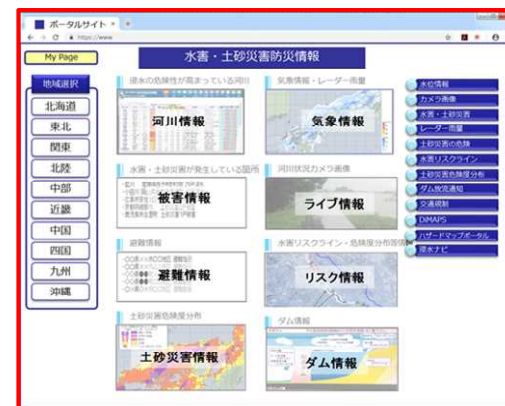 ポータルサイト
https://www
My Page
水害・土砂災害防災情報
地域選択
北海道
東北
関東
北陸
中部
近畿
中国
四国
九州
沖縄
浸水の危険性が高まっている河川
河川情報
気象情報・レーダー雨量
気象情報
水害・土砂災害が発生している箇所
被害情報
河川状況カメラ画像
ライブ情報
避難情報
避難情報
水害リスクライン・危険度分布等情報
リスク情報
土砂災害危険度分布
土砂災害情報
ダム情報
ダム情報
水位情報
カメラ画像
水害・土砂災害
レーダー雨量
土砂災害の危険
水害リスクライン
土砂災害危険度分布
ダム放流通知
交通規制
DiMAPS
ハザードマップポータル
浸水ナビ